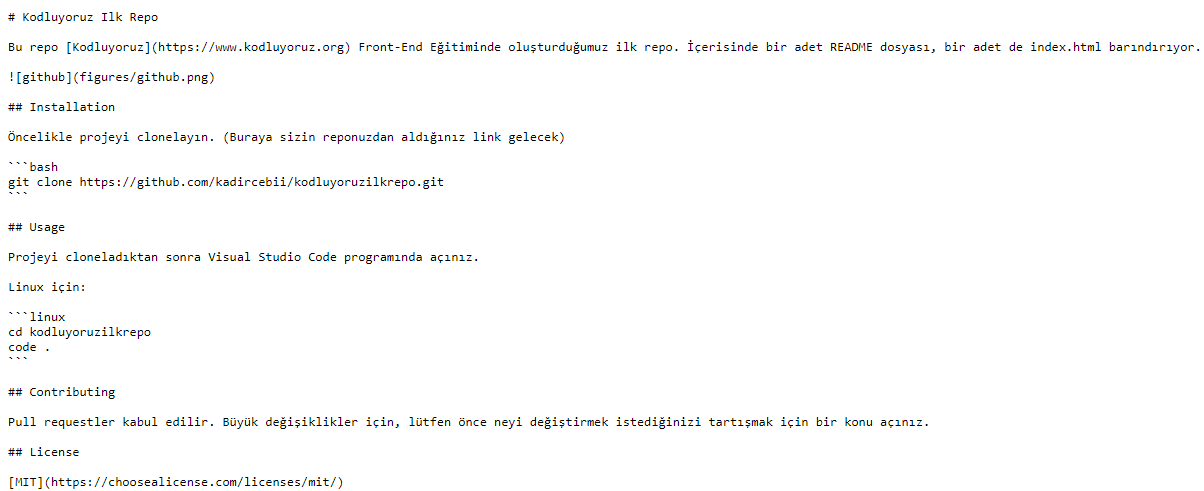 # Kodluyoruz Ilk Repo
Bu repo [Kodluyoruz](https://www.kodluyoruz.org) Front-End Eğitiminde oluşturduğumuz ilk repo. İçerisinde bir adet README dosyası, bir adet de index.html barındırıyor.
![github](figures/github.png)
## Installation
Öncelikle projeyi clonelayın. (Buraya sizin reponuzdan aldığınız link gelecek)
```bash
git clone https://github.com/kadircebii/kodluyoruzilkrepo.git
```
## Usage
Projeyi cloneladıktan sonra Visual Studio Code programında açınız.
Linux için:
```linux
cd kodluyoruzilkrepo
code .
```
## Contributing
Pull requestler kabul edilir. Büyük değişiklikler için, lütfen önce neyi değiştirmek istediğinizi tartışmak için bir konu açınız.
## License
[MIT](https://choosealicense.com/licenses/mit/)